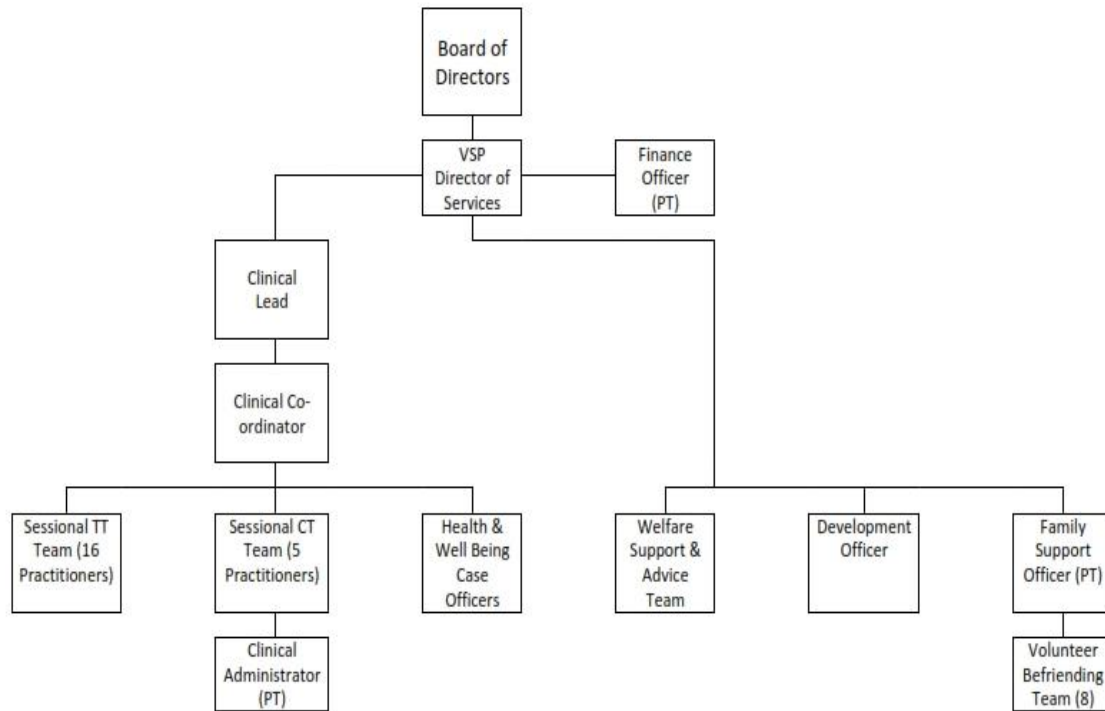 Board of
Directors
VSP
Director of
Services
Finance
Officer
(PT)
Clinical
Lead
Clinical Co-
ordinator
Sessional TT
Team (16
Practitioners)
Sessional CT
Team (5
Practitioners)
Health &
Well Being
Case
Officers
Welfare
Support &
Advice
Team
Development
Officer
Family
Support
Officer (PT)
Clinical
Administrator
(PT)
Volunteer
Befriending
Team (8)